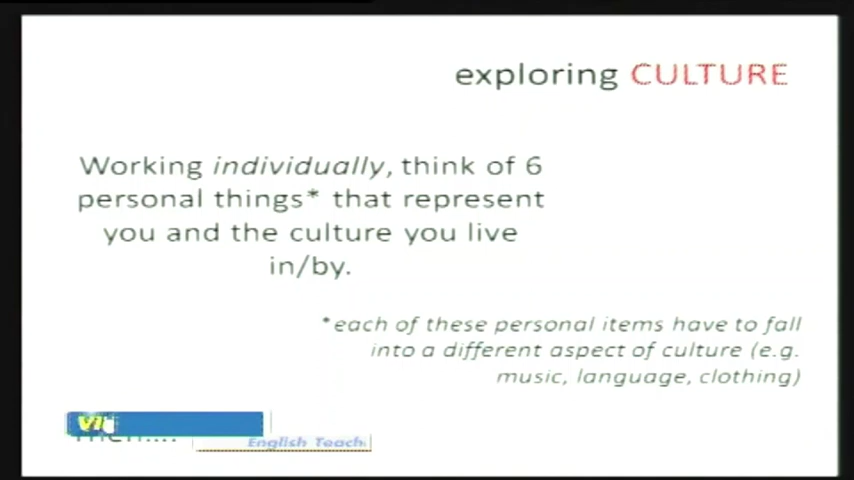 exploring CULTURE
Working individually, think of 6
personal things* that represent
you and the culture you live
in/by.
*each of these personal items have to fall
into a different aspect of culture (e.g.
music, language, clothing)
English Teach